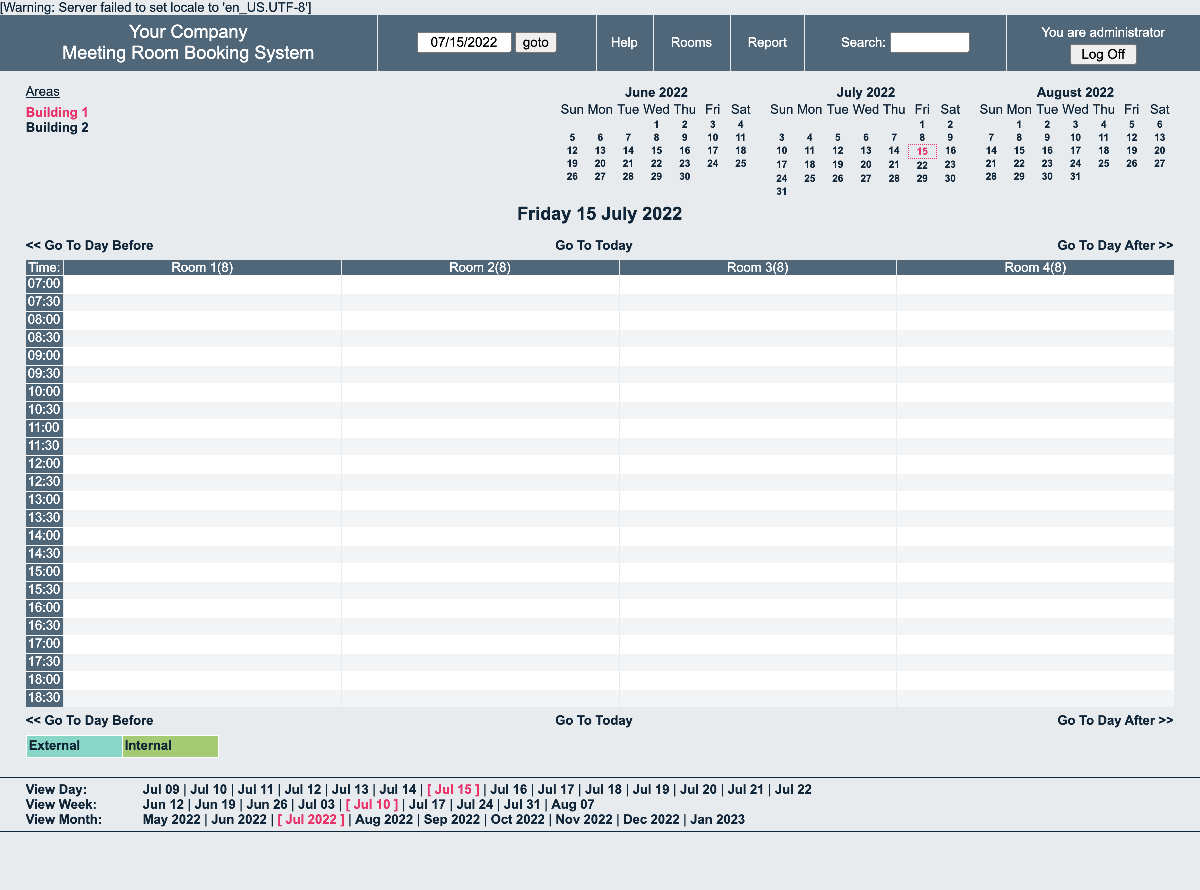 [Warning: Server failed to set locale to 'en_US.UTF-8']
Your Company
Meeting Room Booking System
07/15/2022 goto
Help
Rooms
Report
Search:
You are administrator
Log Off
Areas
Building 1
Building 2
June 2022
Sun Mon Tue Wed Thu Fri Sat
1 2 3 4
5 6 7 8 9 10 11
12 13 14 15 16 17 18
19 20 21 22 23 24 25
26 27 28 29 30
July 2022
Sun Mon Tue Wed Thu Fri Sat
1 2
3 4 5 6 7 8 9
10 11 12 13 14 15 16
17 18 19 20 21 22 23
24 25 26 27 28 29 30
31
August 2022
Sun Mon Tue Wed Thu Fri Sat
1 2 3 4 5 6
7 8 9 10 11 12 13
14 15 16 17 18 19 20
21 22 23 24 25 26 27
28 29 30 31
Friday 15 July 2022
<< Go To Day Before Go To Today Go To Day After >>
Time: Room 1(8) Room 2(8) Room 3(8) Room 4(8)
07:00
07:30
08:00
08:30
09:00
09:30
10:00
10:30
11:00
11:30
12:00
12:30
13:00
13:30
14:00
14:30
15:00
15:30
16:00
16:30
17:00
17:30
18:00
18:30
<< Go To Day Before Go To Today Go To Day After >>
External Internal
View Day: Jul 09 | Jul 10 | Jul 11 | Jul 12 | Jul 13 | Jul 14 | [ Jul 15 ] | Jul 16 | Jul 17 | Jul 18 | Jul 19 | Jul 20 | Jul 21 | Jul 22
View Week: Jun 12 | Jun 19 | Jun 26 | Jul 03 | [ Jul 10 ] | Jul 17 | Jul 24 | Jul 31 | Aug 07
View Month: May 2022 | Jun 2022 | [ Jul 2022 ] | Aug 2022 | Sep 2022 | Oct 2022 | Nov 2022 | Dec 2022 | Jan 2023